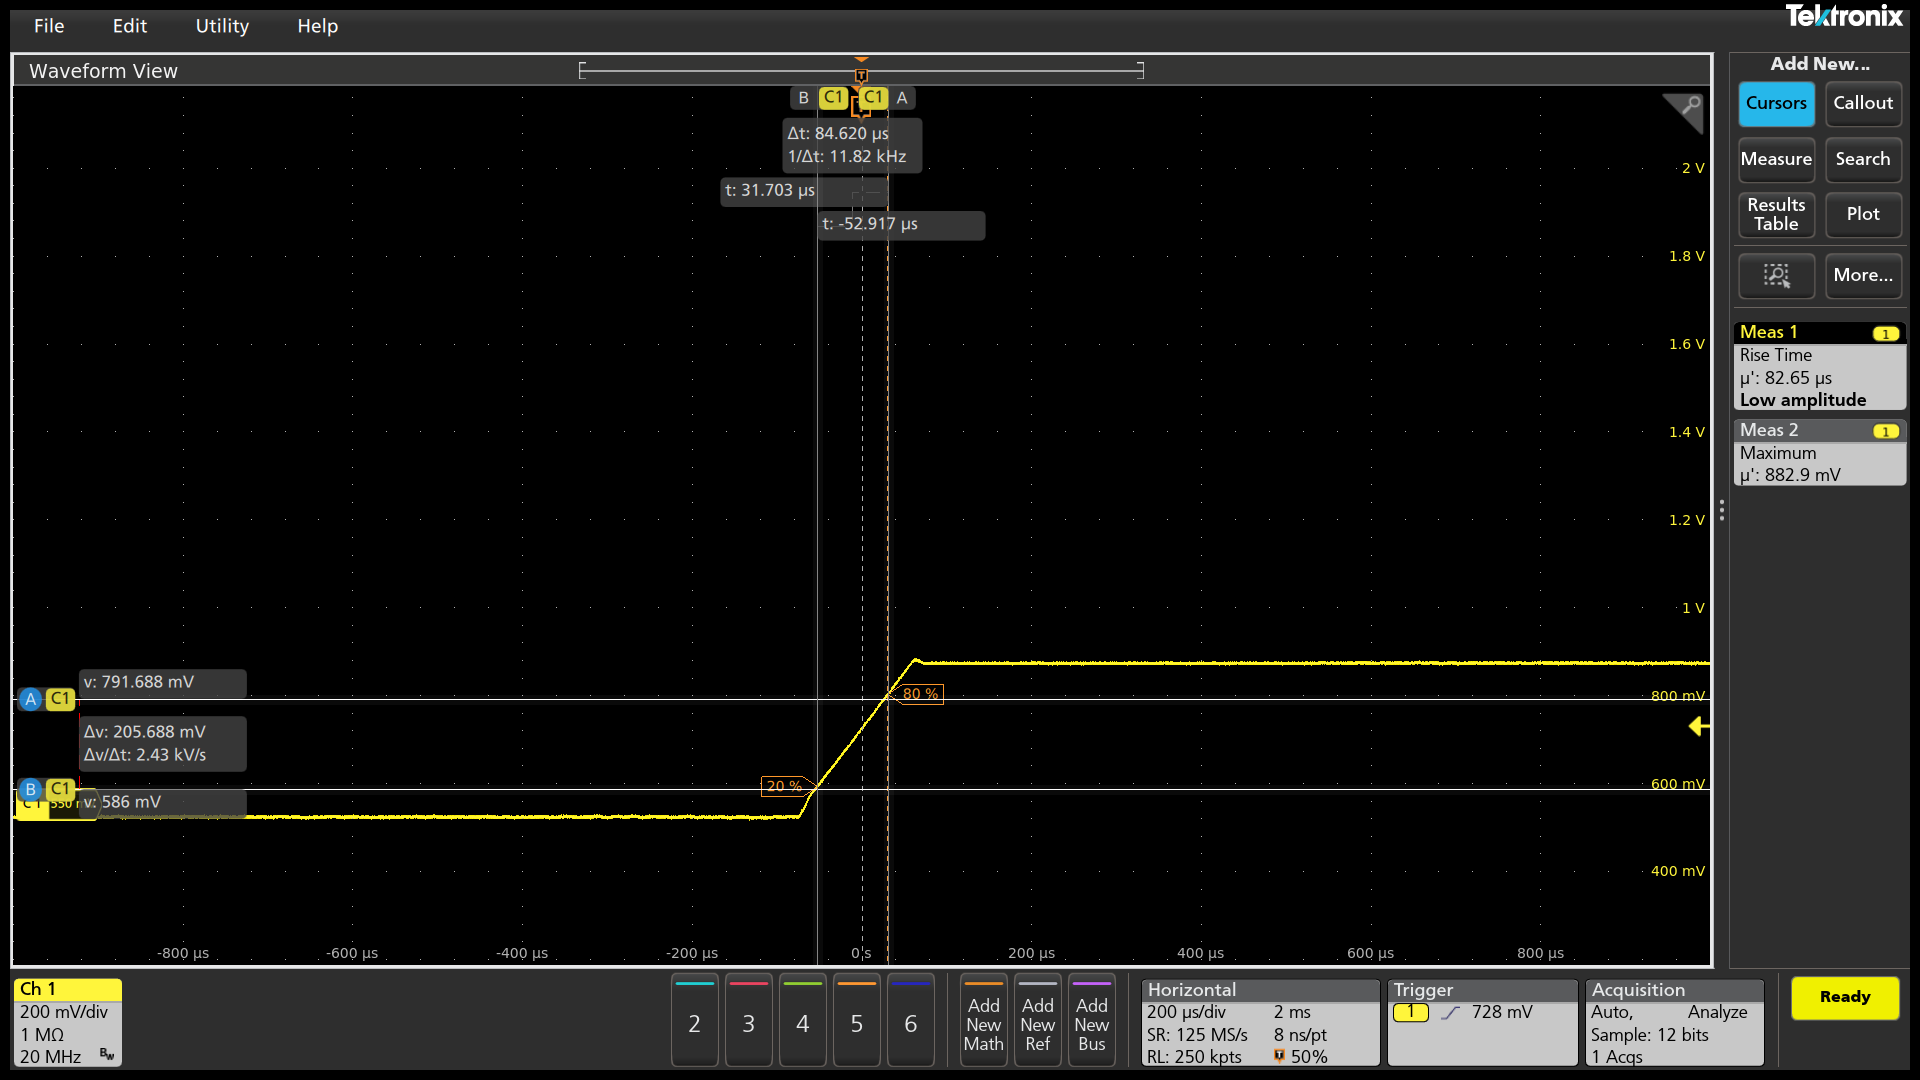 File Edit Utility Help
Tektronix
Waveform View
T
Add New...
Cursors Callout
Measure Search
Results Table Plot
More...
B C1 C1 A
Δt: 84.620 µs
1/Δt: 11.82 kHz
t: 31.703 µs
t: -52.917 µs
2 V
1.8 V
1.6 V
1.4 V
1.2 V
1 V
800 mV
600 mV
400 mV
Meas 1 1
Rise Time
µ': 82.65 µs
Low amplitude
Meas 2 1
Maximum
µ': 882.9 mV
v: 791.688 mV
A C1
80 %
Δv: 205.688 mV
Δv/Δt: 2.43 kV/s
B C1
20 %
v: 586 mV
C1
-800 µs -600 µs -400 µs -200 µs 0 s 200 µs 400 µs 600 µs 800 µs
Ch 1
200 mV/div
1 MΩ
20 MHz Bw
2 3 4 5 6
Add New Math
Add New Ref
Add New Bus
Horizontal
200 µs/div 2 ms
SR: 125 MS/s 8 ns/pt
RL: 250 kpts T 50%
Trigger
1 728 mV
Acquisition
Auto, Analyze
Sample: 12 bits
1 Acqs
Ready